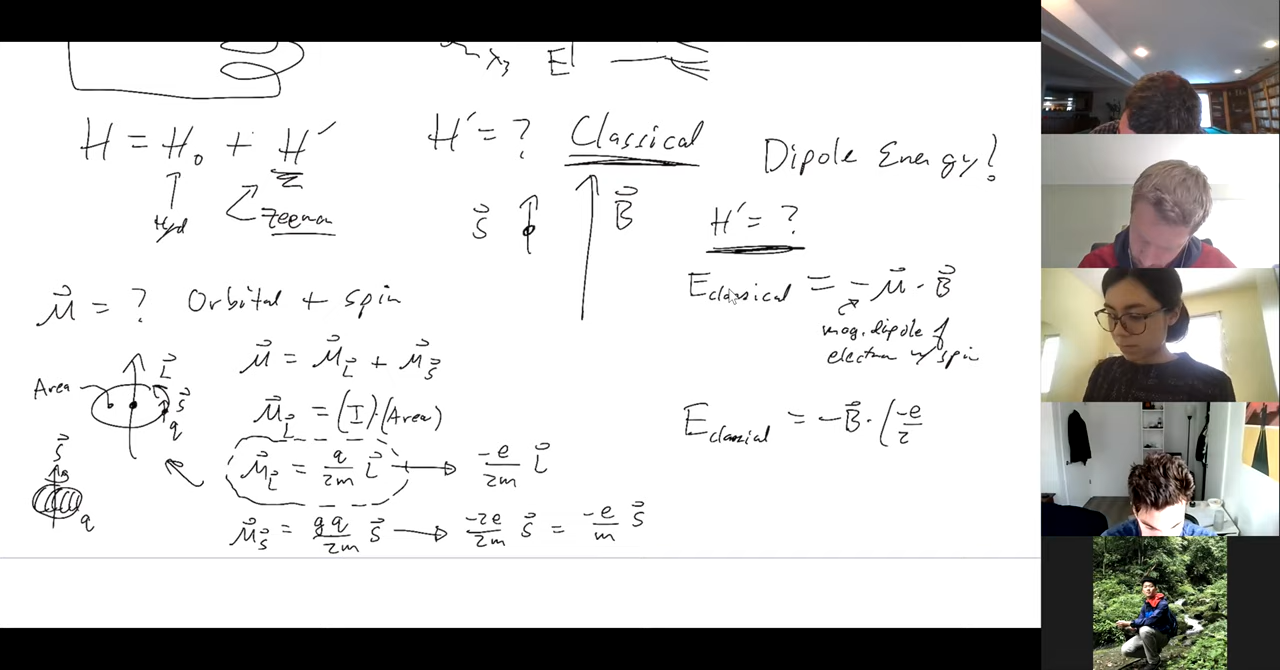 λ3 E'
H = H₀ + H'
Hyd
Zeeman
H' = ? Classical
S⃗
B⃗
Dipole Energy!
H' = ?
E classical = -μ⃗ · B⃗
mag. dipole of
electron w/ spin
E classical = -B⃗ · (-e/2
μ⃗ = ? Orbital + spin
Area
L⃗
S⃗
q
S⃗
q
μ⃗ = μ⃗_L⃗ + μ⃗_S⃗
μ⃗_L⃗ = (I)·(Area)
μ⃗_L⃗ = q/2m L⃗ → -e/2m L⃗
μ⃗_S⃗ = gq/2m S⃗ → -2e/2m S⃗ = -e/m S⃗